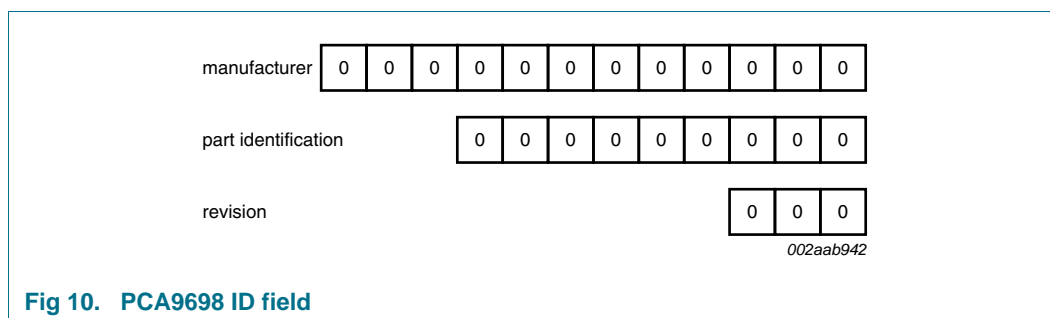 manufacturer 0 0 0 0 0 0 0 0 0 0 0 0
part identification 0 0 0 0 0 0 0 0 0
revision 0 0 0
002aab942
Fig 10. PCA9698 ID field